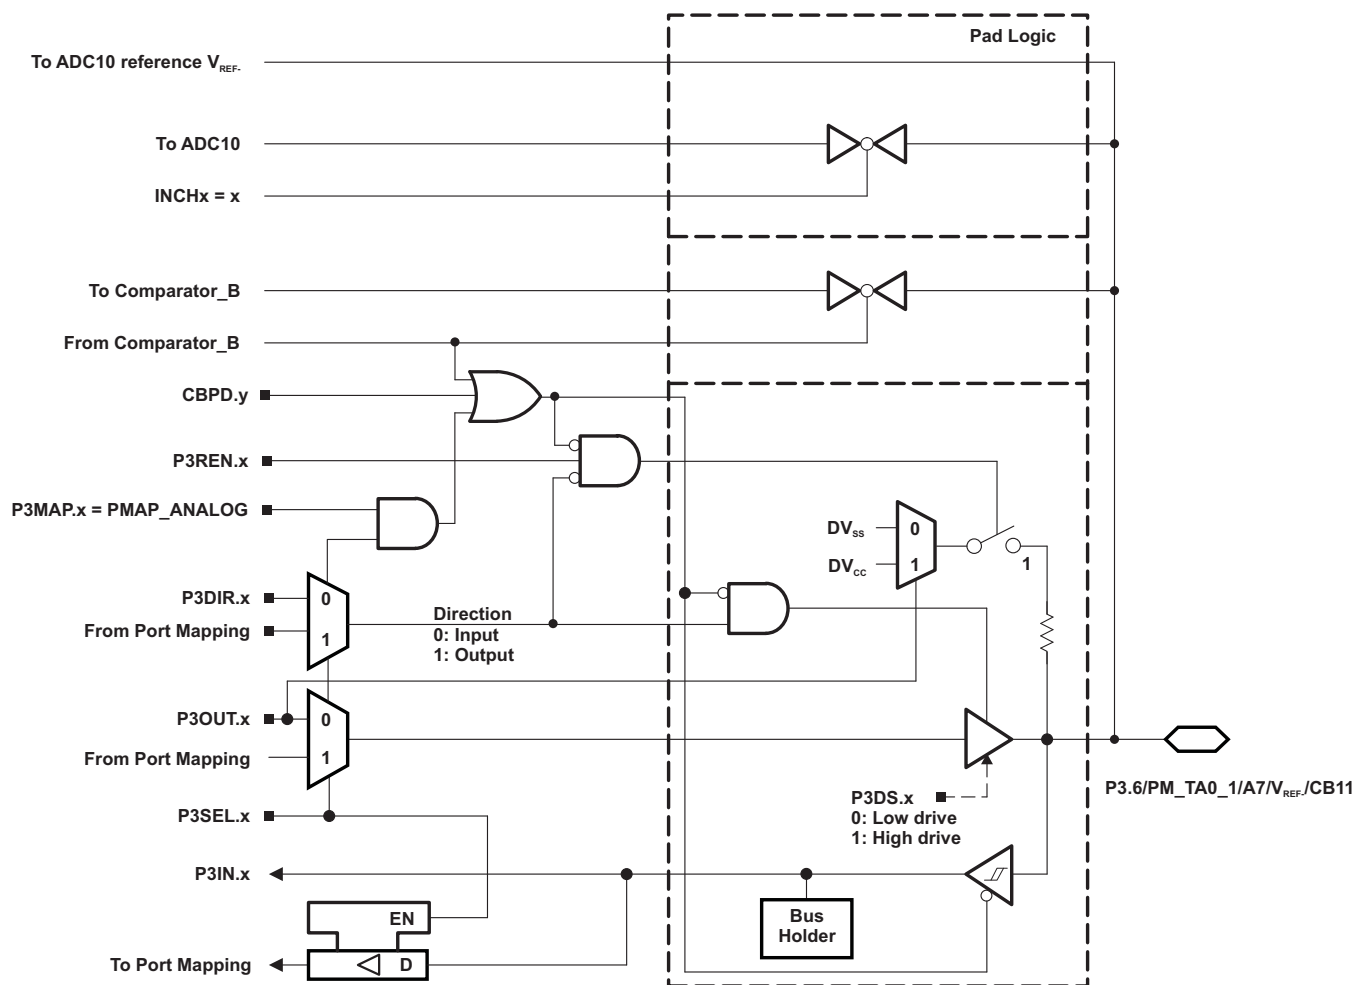 Pad Logic
To ADC10 reference VREF-
To ADC10
INCHx = x
To Comparator_B
From Comparator_B
CBPD.y
P3REN.x
P3MAP.x = PMAP_ANALOG
DVSS
0
DVCC
1
1
P3DIR.x
0
From Port Mapping
1
Direction
0: Input
1: Output
P3OUT.x
0
From Port Mapping
1
P3SEL.x
P3DS.x
0: Low drive
1: High drive
P3.6/PM_TA0_1/A7/VREF-/CB11
P3IN.x
EN
Bus
Holder
To Port Mapping
D